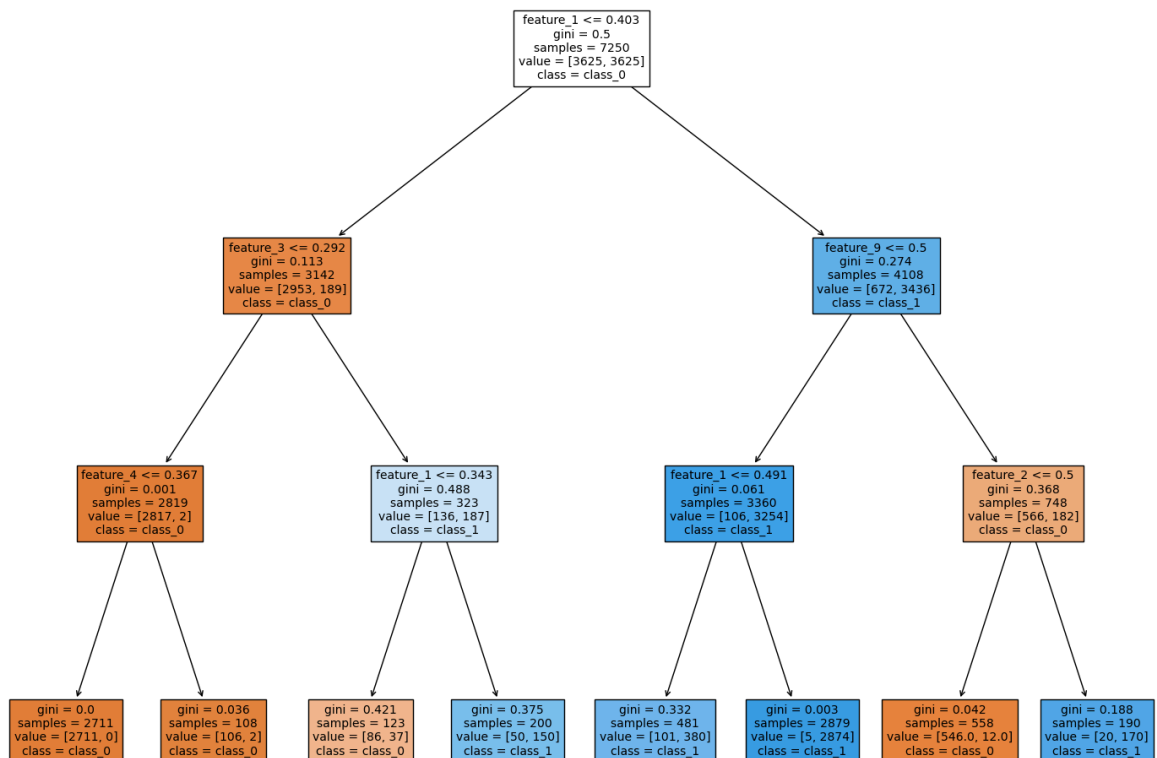 feature_1 <= 0.403
gini = 0.5
samples = 7250
value = [3625, 3625]
class = class_0
feature_3 <= 0.292
gini = 0.113
samples = 3142
value = [2953, 189]
class = class_0
feature_9 <= 0.5
gini = 0.274
samples = 4108
value = [672, 3436]
class = class_1
feature_4 <= 0.367
gini = 0.001
samples = 2819
value = [2817, 2]
class = class_0
feature_1 <= 0.343
gini = 0.488
samples = 323
value = [136, 187]
class = class_1
feature_1 <= 0.491
gini = 0.061
samples = 3360
value = [106, 3254]
class = class_1
feature_2 <= 0.5
gini = 0.368
samples = 748
value = [566, 182]
class = class_0
gini = 0.0
samples = 2711
value = [2711, 0]
class = class_0
gini = 0.036
samples = 108
value = [106, 2]
class = class_0
gini = 0.421
samples = 123
value = [86, 37]
class = class_0
gini = 0.375
samples = 200
value = [50, 150]
class = class_1
gini = 0.332
samples = 481
value = [101, 380]
class = class_1
gini = 0.003
samples = 2879
value = [5, 2874]
class = class_1
gini = 0.042
samples = 558
value = [546.0, 12.0]
class = class_0
gini = 0.188
samples = 190
value = [20, 170]
class = class_1